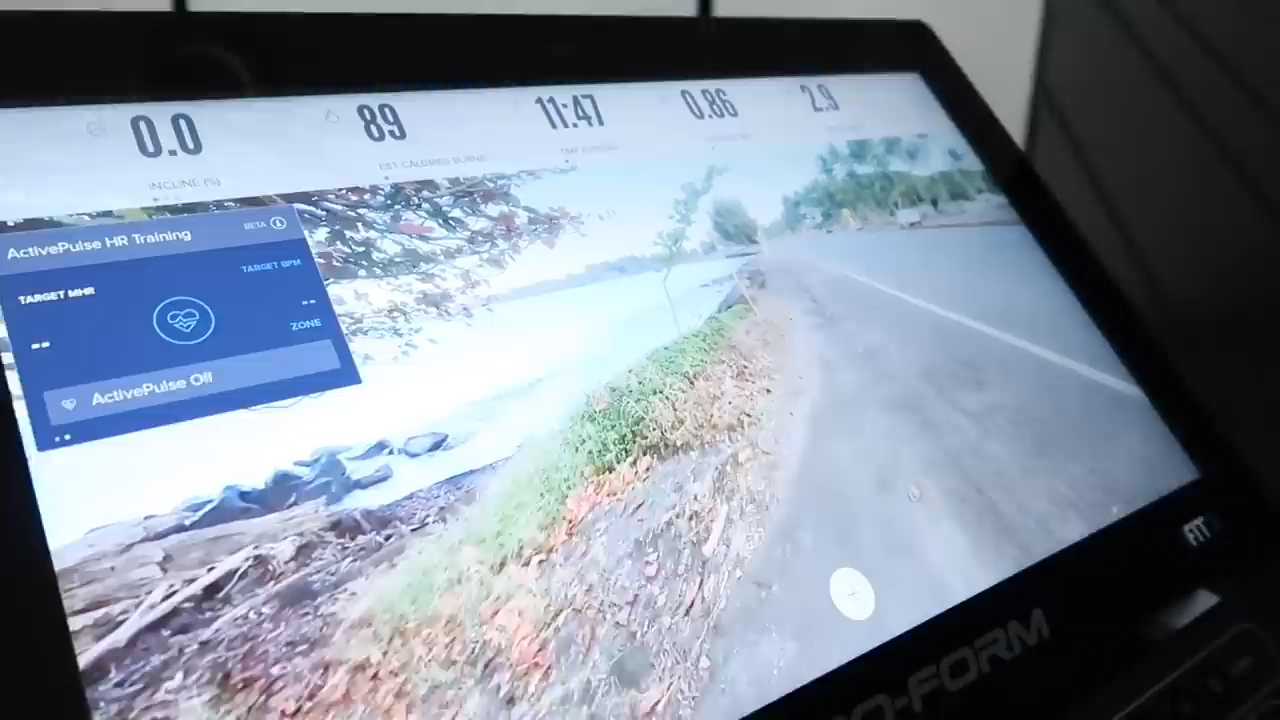 0.0
89
11:47
0.86
2.9
INCLINE (%)
EST CALORIES BURNED
ActivePulse HR Training
BETA
TARGET BPM
TARGET MHR
--
ZONE
--
ActivePulse Off
--
FIT
O-FORM